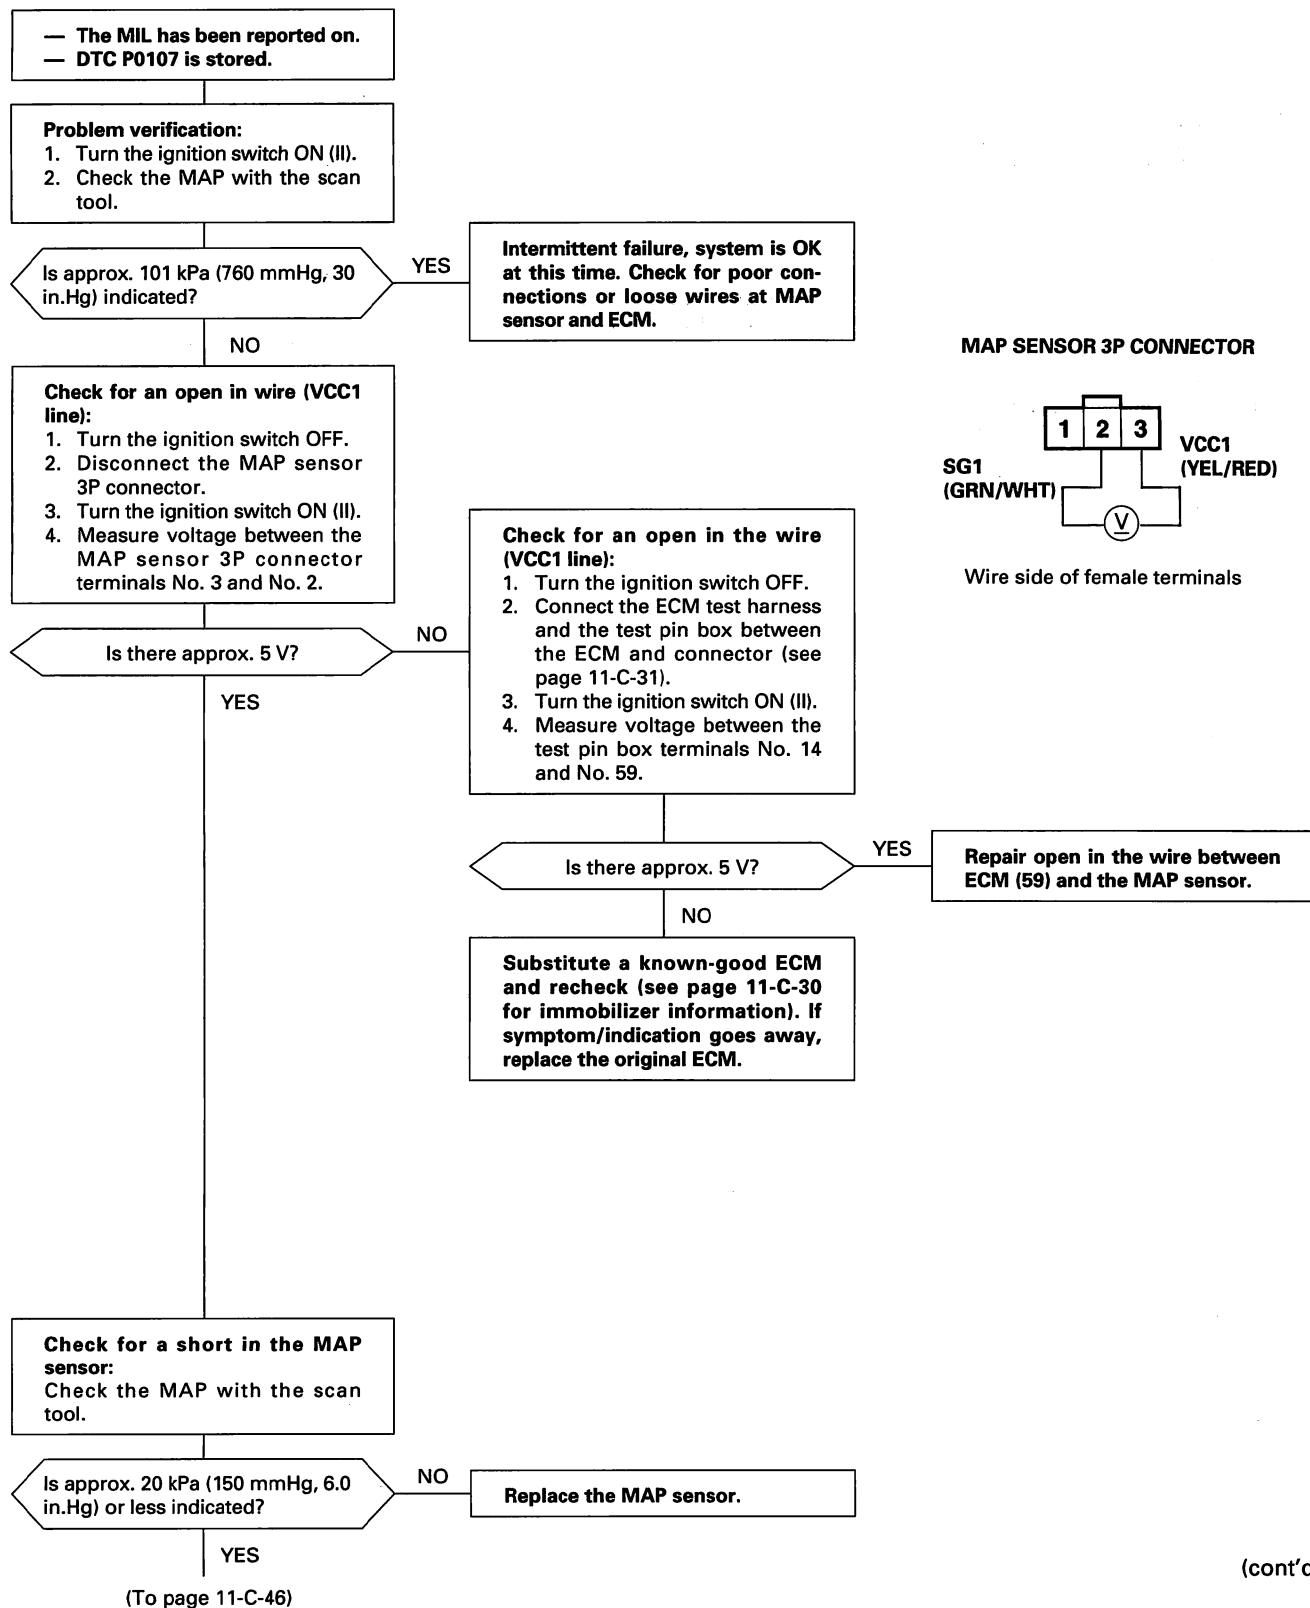 — The MIL has been reported on.
— DTC P0107 is stored.
Problem verification:
1. Turn the ignition switch ON (II).
2. Check the MAP with the scan
tool.
Is approx. 101 kPa (760 mmHg, 30
in.Hg) indicated?
YES
Intermittent failure, system is OK
at this time. Check for poor con-
nections or loose wires at MAP
sensor and ECM.
NO
Check for an open in wire (VCC1
line):
1. Turn the ignition switch OFF.
2. Disconnect the MAP sensor
3P connector.
3. Turn the ignition switch ON (II).
4. Measure voltage between the
MAP sensor 3P connector
terminals No. 3 and No. 2.
MAP SENSOR 3P CONNECTOR
1 2 3
SG1
(GRN/WHT)
VCC1
(YEL/RED)
V
Wire side of female terminals
Is there approx. 5 V?
NO
YES
Check for an open in the wire
(VCC1 line):
1. Turn the ignition switch OFF.
2. Connect the ECM test harness
and the test pin box between
the ECM and connector (see
page 11-C-31).
3. Turn the ignition switch ON (II).
4. Measure voltage between the
test pin box terminals No. 14
and No. 59.
Is there approx. 5 V?
YES
Repair open in the wire between
ECM (59) and the MAP sensor.
NO
Substitute a known-good ECM
and recheck (see page 11-C-30
for immobilizer information). If
symptom/indication goes away,
replace the original ECM.
Check for a short in the MAP
sensor:
Check the MAP with the scan
tool.
Is approx. 20 kPa (150 mmHg, 6.0
in.Hg) or less indicated?
NO
Replace the MAP sensor.
YES
(To page 11-C-46)
(cont'd